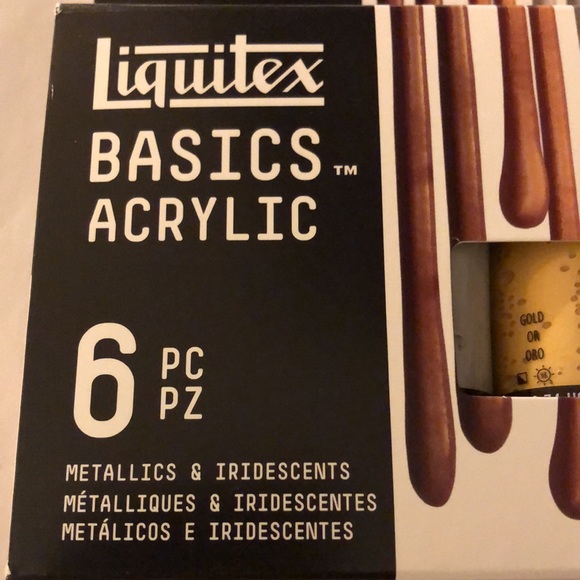 Liquitex
BASICS™
ACRYLIC
6 PC
PZ
METALLICS & IRIDESCENTS
MÉTALLIQUES & IRIDESCENTES
METÁLICOS E IRIDESCENTES
GOLD
OR
ORO